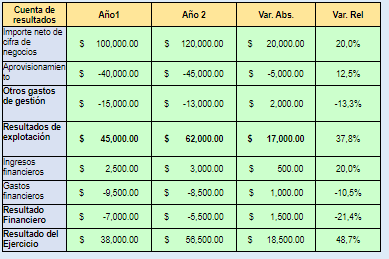 Cuenta de resultados Año1 Año 2 Var. Abs. Var. Rel
Importe neto de cifra de negocios $ 100,000.00 $ 120,000.00 $ 20,000.00 20,0%
Aprovisionamien to $ -40,000.00 $ -45,000.00 $ -5,000.00 12,5%
Otros gastos de gestión $ -15,000.00 $ -13,000.00 $ 2,000.00 -13,3%
Resultados de explotación $ 45,000.00 $ 62,000.00 $ 17,000.00 37,8%
Ingresos financieros $ 2,500.00 $ 3,000.00 $ 500.00 20,0%
Gastos financieros $ -9,500.00 $ -8,500.00 $ 1,000.00 -10,5%
Resultado Financiero $ -7,000.00 $ -5,500.00 $ 1,500.00 -21,4%
Resultado del Ejercicio $ 38,000.00 $ 56,500.00 $ 18,500.00 48,7%